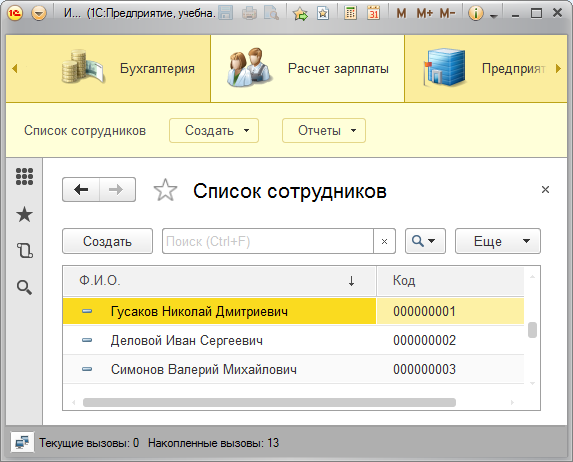 И... (1С:Предприятие, учебна. M M+ M-
Бухгалтерия Расчет зарплаты Предприят
Список сотрудников Создать Отчеты
Список сотрудников
Создать Поиск (Ctrl+F) Еще
Ф.И.О. Код
Гусаков Николай Дмитриевич 000000001
Деловой Иван Сергеевич 000000002
Симонов Валерий Михайлович 000000003
Текущие вызовы: 0 Накопленные вызовы: 13